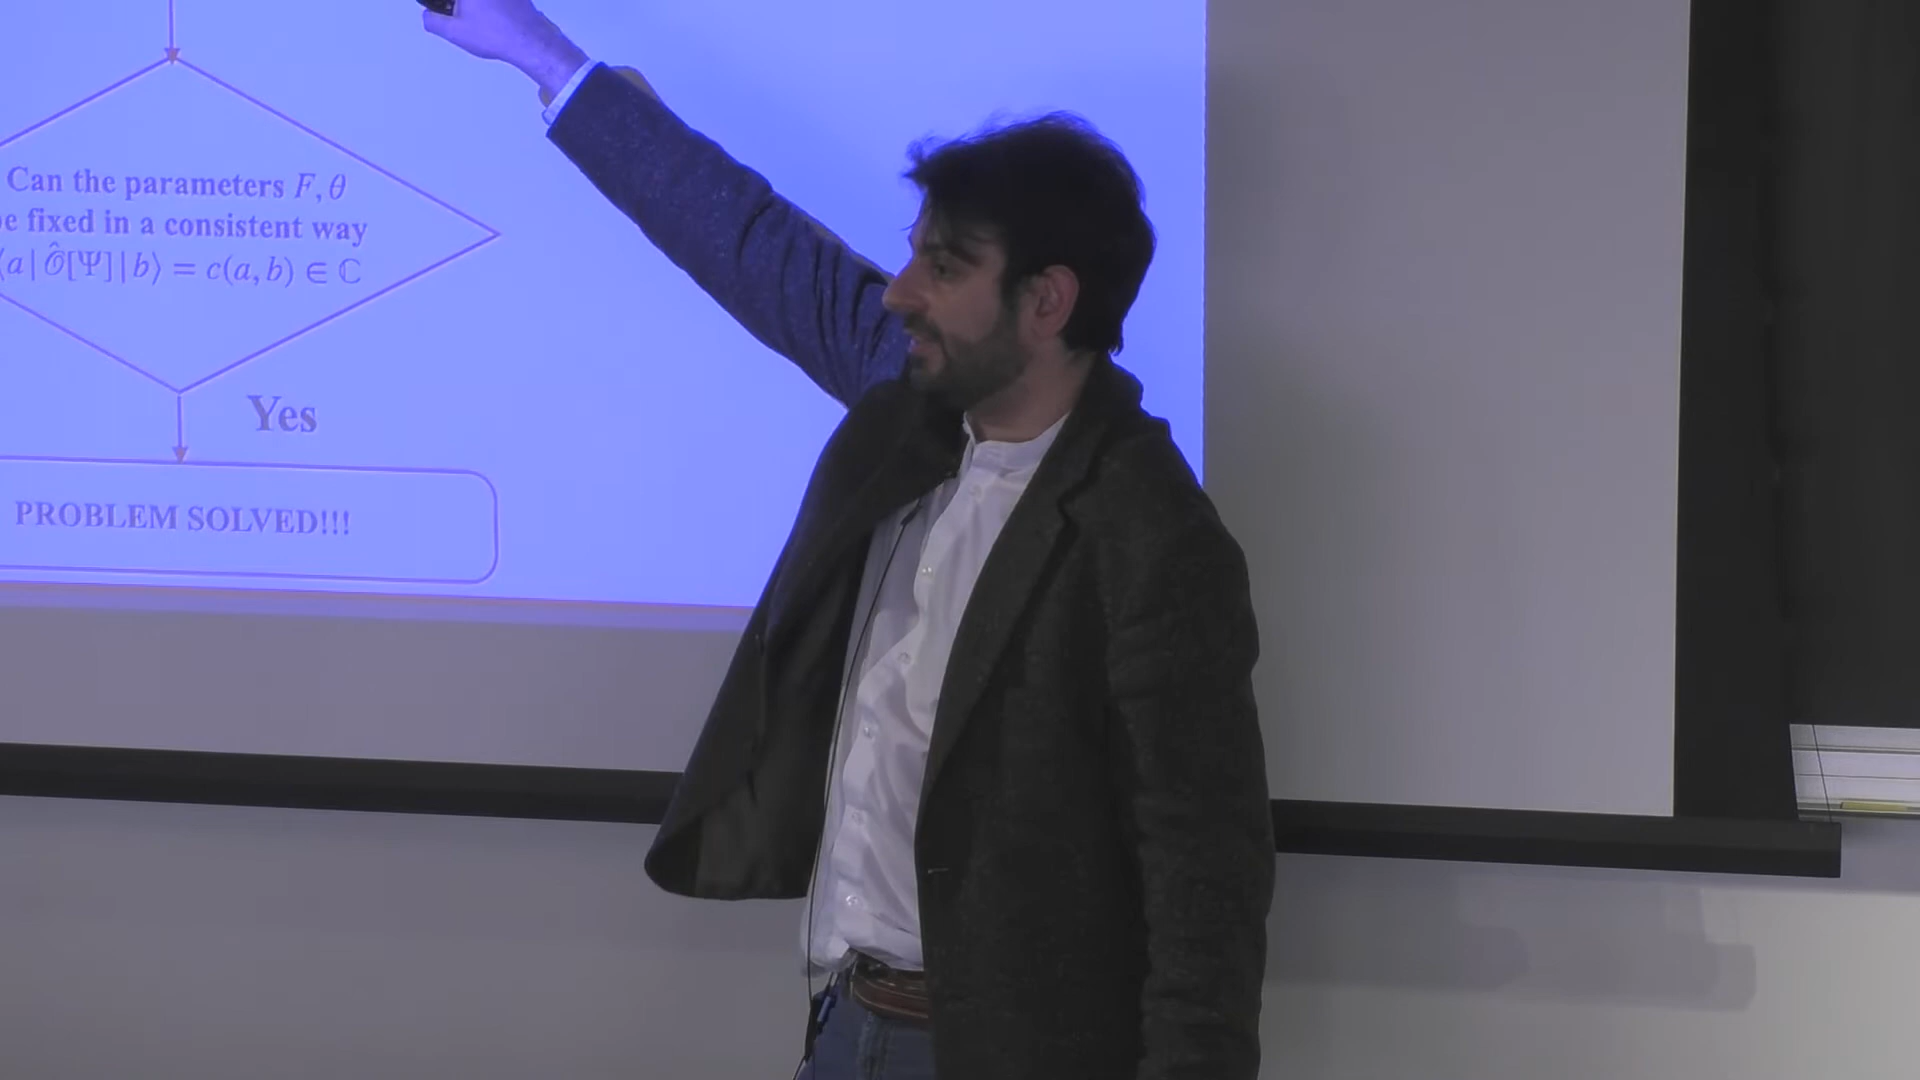 Can the parameters F, θ
e fixed in a consistent way
⟨a|Ô[Ψ]|b⟩ = c(a, b) ∈ ℂ
Yes
PROBLEM SOLVED!!!